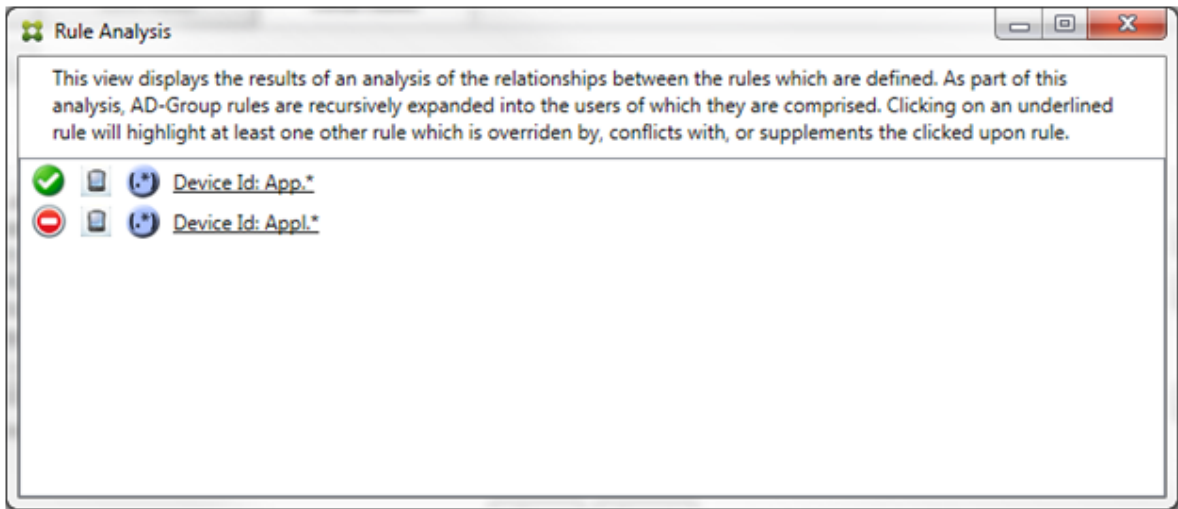 Rule Analysis
This view displays the results of an analysis of the relationships between the rules which are defined. As part of this
analysis, AD-Group rules are recursively expanded into the users of which they are comprised. Clicking on an underlined
rule will highlight at least one other rule which is overriden by, conflicts with, or supplements the clicked upon rule.
(.*) Device Id: App.*
(.*) Device Id: Appl.*